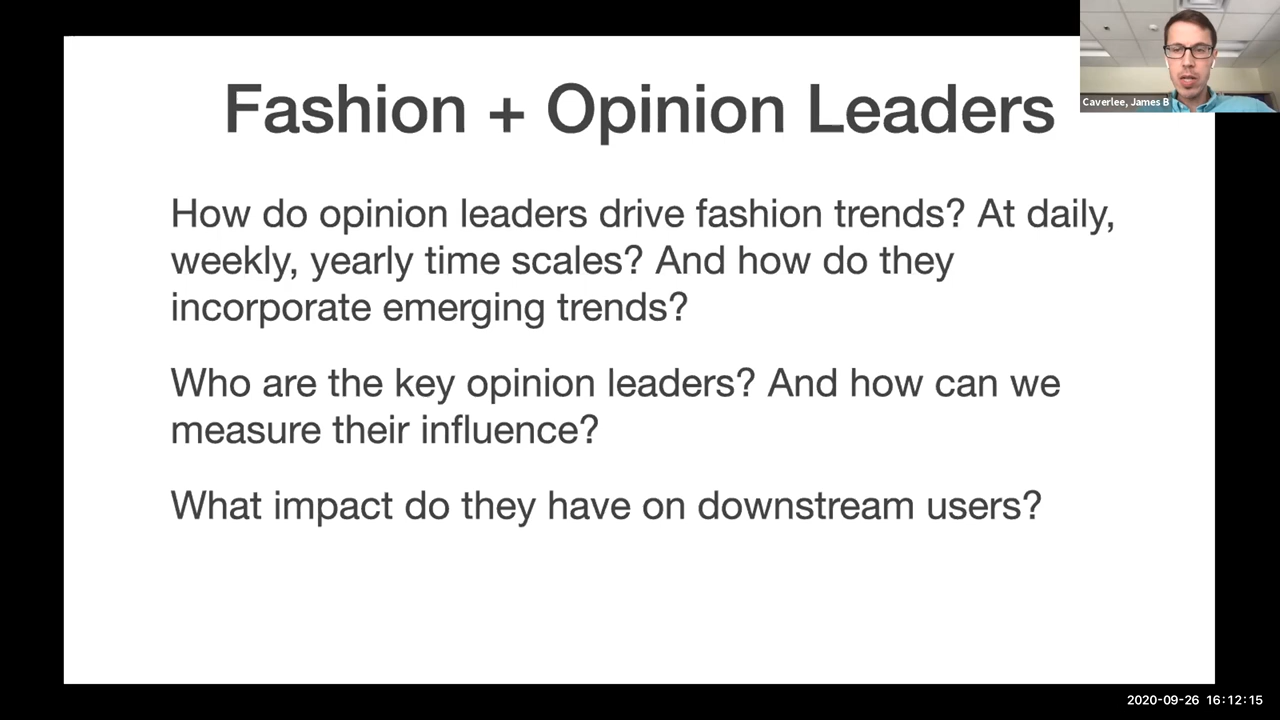 Fashion + Opinion Leaders
Caverlee, James B
How do opinion leaders drive fashion trends? At daily,
weekly, yearly time scales? And how do they
incorporate emerging trends?
Who are the key opinion leaders? And how can we
measure their influence?
What impact do they have on downstream users?
2020-09-26 16:12:15